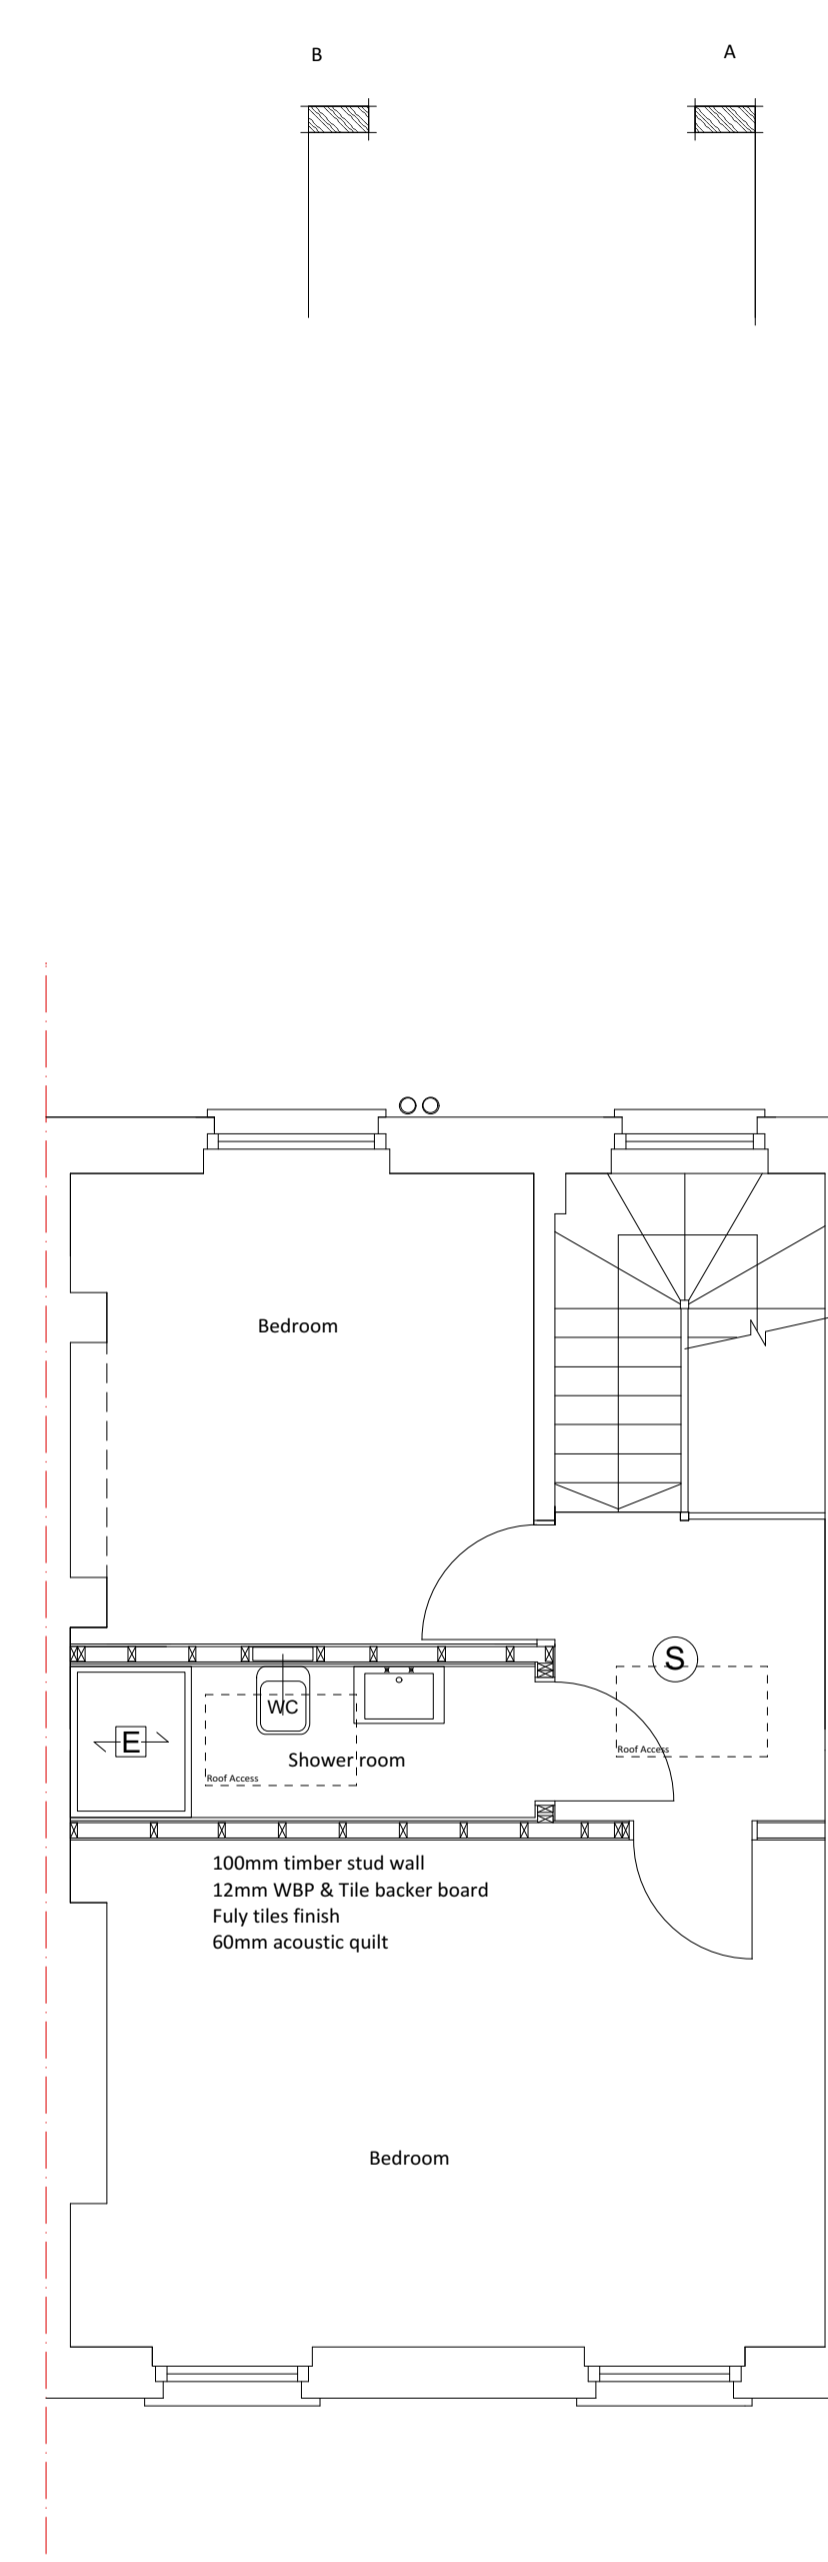 B
A
Bedroom
S
WC
E
Roof Access
Shower room
Roof Access
100mm timber stud wall
12mm WBP & Tile backer board
Fuly tiles finish
60mm acoustic quilt
Bedroom